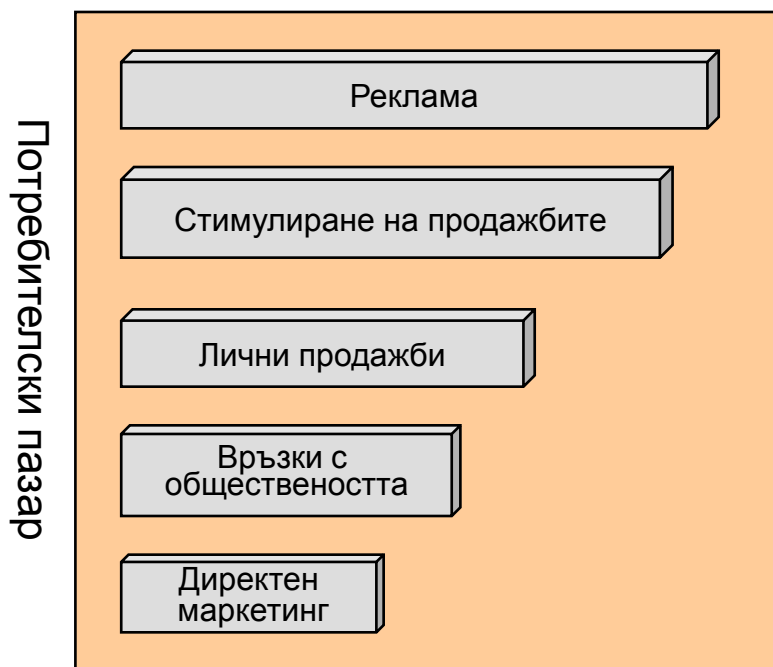 Потребителски пазар
Реклама
Стимулиране на продажбите
Лични продажби
Връзки с
обществеността
Директен
маркетинг